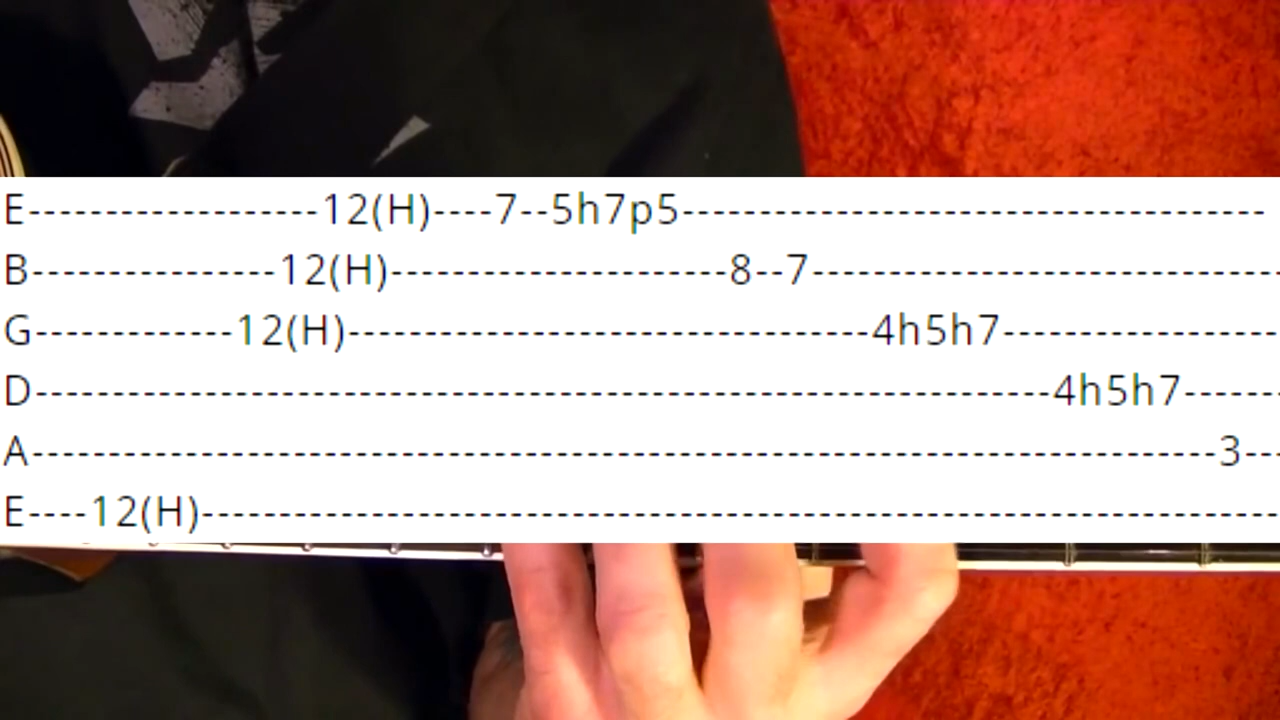 E-------------------12(H)----7--5h7p5--------------------------------------
B----------------12(H)----------------------8--7-------------------------------
G-------------12(H)----------------------------------4h5h7------------------
D-------------------------------------------------------------------4h5h7-------
A------------------------------------------------------------------------------3---
E----12(H)-----------------------------------------------------------------------